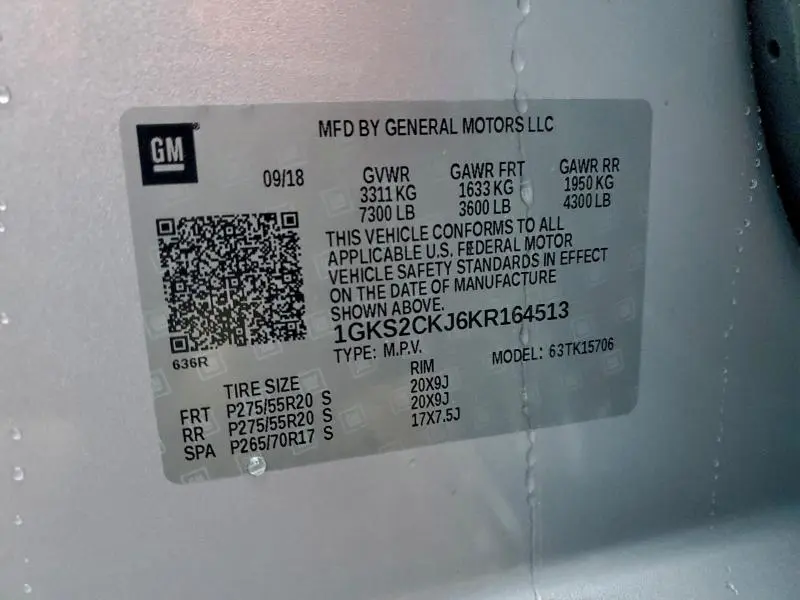 GM
MFD BY GENERAL MOTORS LLC
09/18
GVWR GAWR FRT GAWR RR
3311 KG 1633 KG 1950 KG
7300 LB 3600 LB 4300 LB
THIS VEHICLE CONFORMS TO ALL
APPLICABLE U.S. FEDERAL MOTOR
VEHICLE SAFETY STANDARDS IN EFFECT
ON THE DATE OF MANUFACTURE
SHOWN ABOVE.
1GKS2CKJ6KR164513
TYPE: M.P.V. MODEL: 63TK15706
636R
TIRE SIZE RIM
FRT P275/55R20 S 20X9J
RR P275/55R20 S 20X9J
SPA P265/70R17 S 17X7.5J